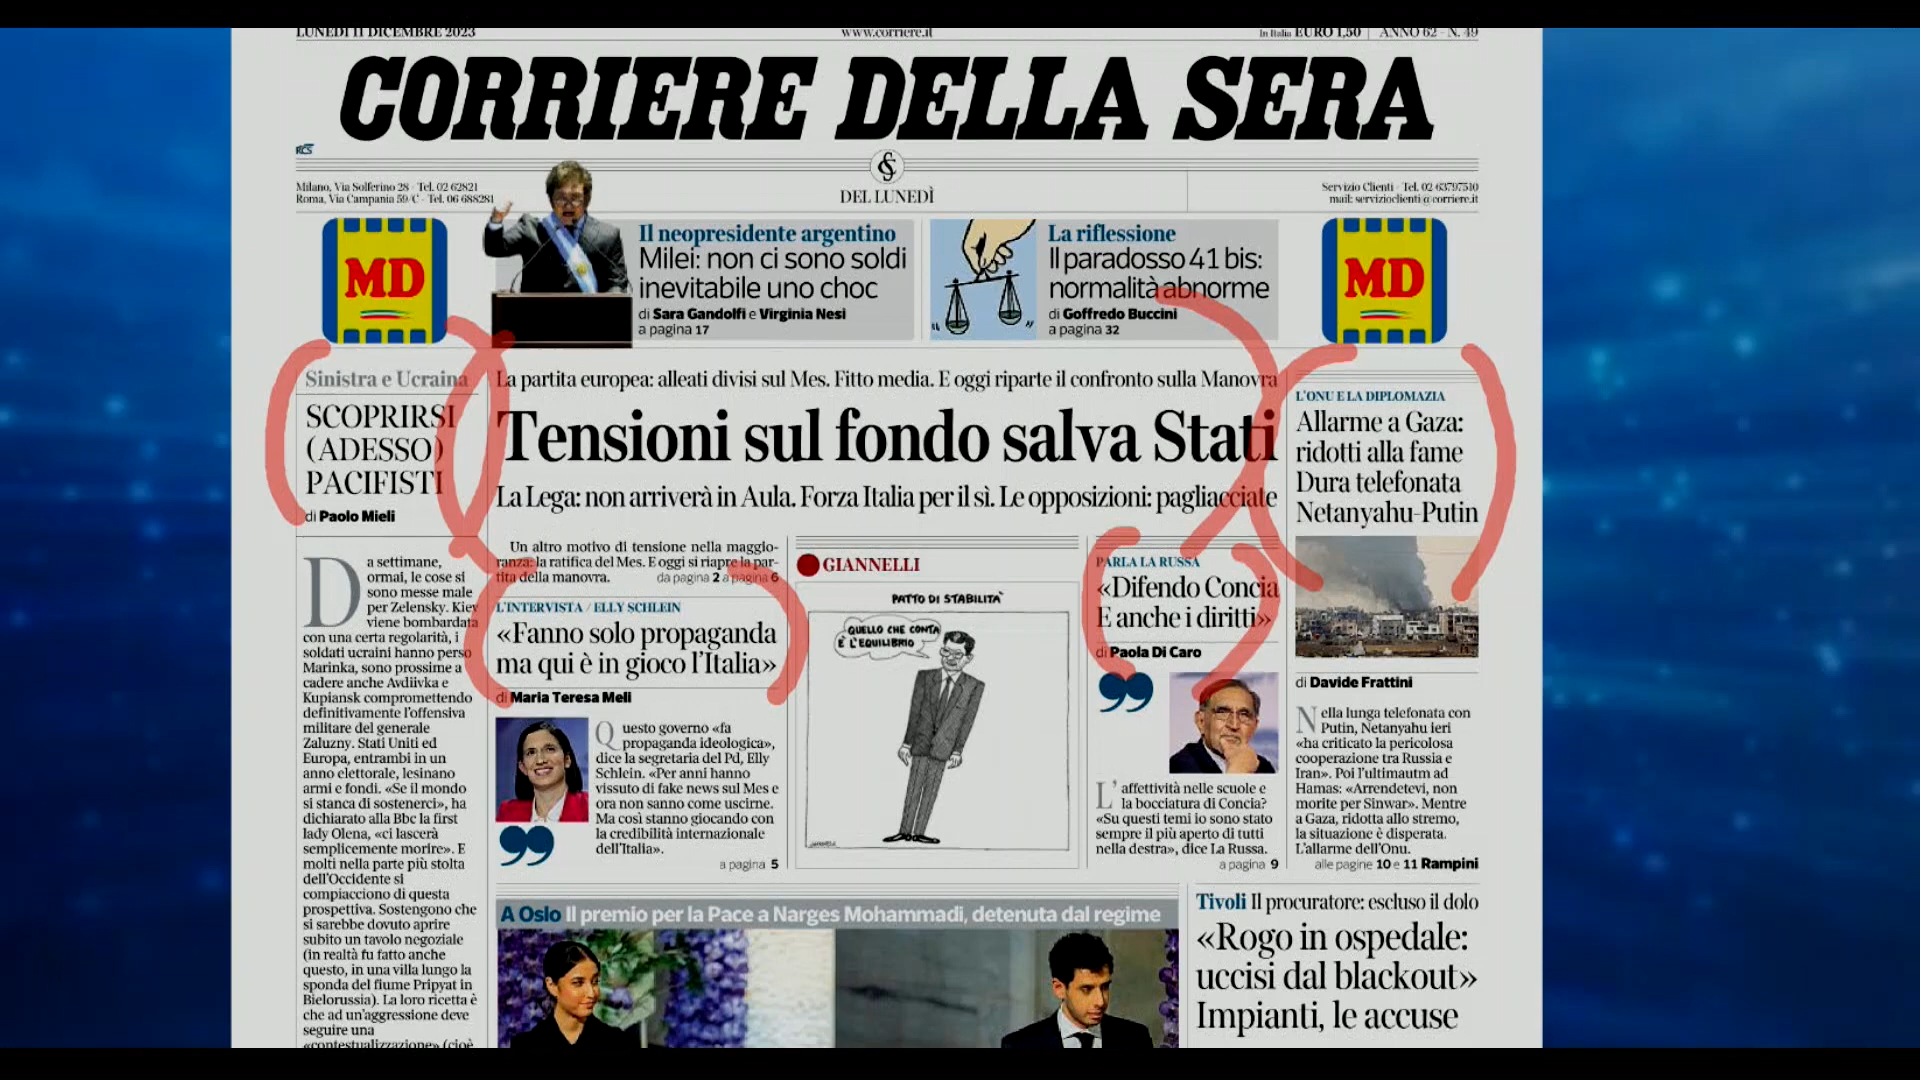 LUNEDÌ 11 DICEMBRE 2023
www.corriere.it
In Italia EURO 1,50 | ANNO 62 - N. 49
CORRIERE DELLA SERA
RCS
Milano, Via Solferino 28 - Tel. 02 62821
Roma, Via Campania 59/C - Tel. 06 688281
DEL LUNEDÌ
Servizio Clienti - Tel. 02 63797510
mail: servizioclienti@corriere.it
MD
Il neopresidente argentino
Milei: non ci sono soldi
inevitabile uno choc
di Sara Gandolfi e Virginia Nesi
a pagina 17
La riflessione
Il paradosso 41 bis:
normalità abnorme
di Goffredo Buccini
a pagina 32
MD
Sinistra e Ucraina
SCOPRIRSI
(ADESSO)
PACIFISTI
di Paolo Mieli
Da settimane,
ormai, le cose si
sono messe male
per Zelensky. Kiev
viene bombardata
con una certa regolarità, i
soldati ucraini hanno perso
Marinka, sono prossime a
cadere anche Avdiivka e
Kupiansk compromettendo
definitivamente l'offensiva
militare del generale
Zaluzny. Stati Uniti ed
Europa, entrambi in un
anno elettorale, lesinano
armi e fondi. «Se il mondo
si stanca di sostenerci», ha
dichiarato alla Bbc la first
lady Olena, «ci lascerà
semplicemente morire». E
molti nella parte più stolta
dell'Occidente si
compiacciono di questa
prospettiva. Sostengono che
si sarebbe dovuto aprire
subito un tavolo negoziale
(in realtà fu fatto anche
questo, in una villa lungo la
sponda del fiume Pripyat in
Bielorussia). La loro ricetta è
che ad un'aggressione deve
seguire una
«contestualizzazione» (cioè
La partita europea: alleati divisi sul Mes. Fitto media. E oggi riparte il confronto sulla Manovra
Tensioni sul fondo salva Stati
La Lega: non arriverà in Aula. Forza Italia per il sì. Le opposizioni: pagliacciate
Un altro motivo di tensione nella maggio-
ranza: la ratifica del Mes. E oggi si riapre la par-
tita della manovra.
da pagina 2 a pagina 6
L'INTERVISTA / ELLY SCHLEIN
«Fanno solo propaganda
ma qui è in gioco l'Italia»
di Maria Teresa Meli
Questo governo «fa
propaganda ideologica»,
dice la segretaria del Pd, Elly
Schlein. «Per anni hanno
vissuto di fake news sul Mes e
ora non sanno come uscirne.
Ma così stanno giocando con
la credibilità internazionale
dell'Italia».
a pagina 5
GIANNELLI
PATTO DI STABILITÀ
QUELLO CHE CONTA
È L'EQUILIBRIO
PARLA LA RUSSA
«Difendo Concia
E anche i diritti»
di Paola Di Caro
L'affettività nelle scuole e
la bocciatura di Concia?
«Su questi temi io sono stato
sempre il più aperto di tutti
nella destra», dice La Russa.
a pagina 9
L'ONU E LA DIPLOMAZIA
Allarme a Gaza:
ridotti alla fame
Dura telefonata
Netanyahu-Putin
di Davide Frattini
Nella lunga telefonata con
Putin, Netanyahu ieri
«ha criticato la pericolosa
cooperazione tra Russia e
Iran». Poi l'ultimautm ad
Hamas: «Arrendetevi, non
morite per Sinwar». Mentre
a Gaza, ridotta allo stremo,
la situazione è disperata.
L'allarme dell'Onu.
alle pagine 10 e 11 Rampini
A Oslo Il premio per la Pace a Narges Mohammadi, detenuta dal regime
Tivoli Il procuratore: escluso il dolo
«Rogo in ospedale:
uccisi dal blackout»
Impianti, le accuse